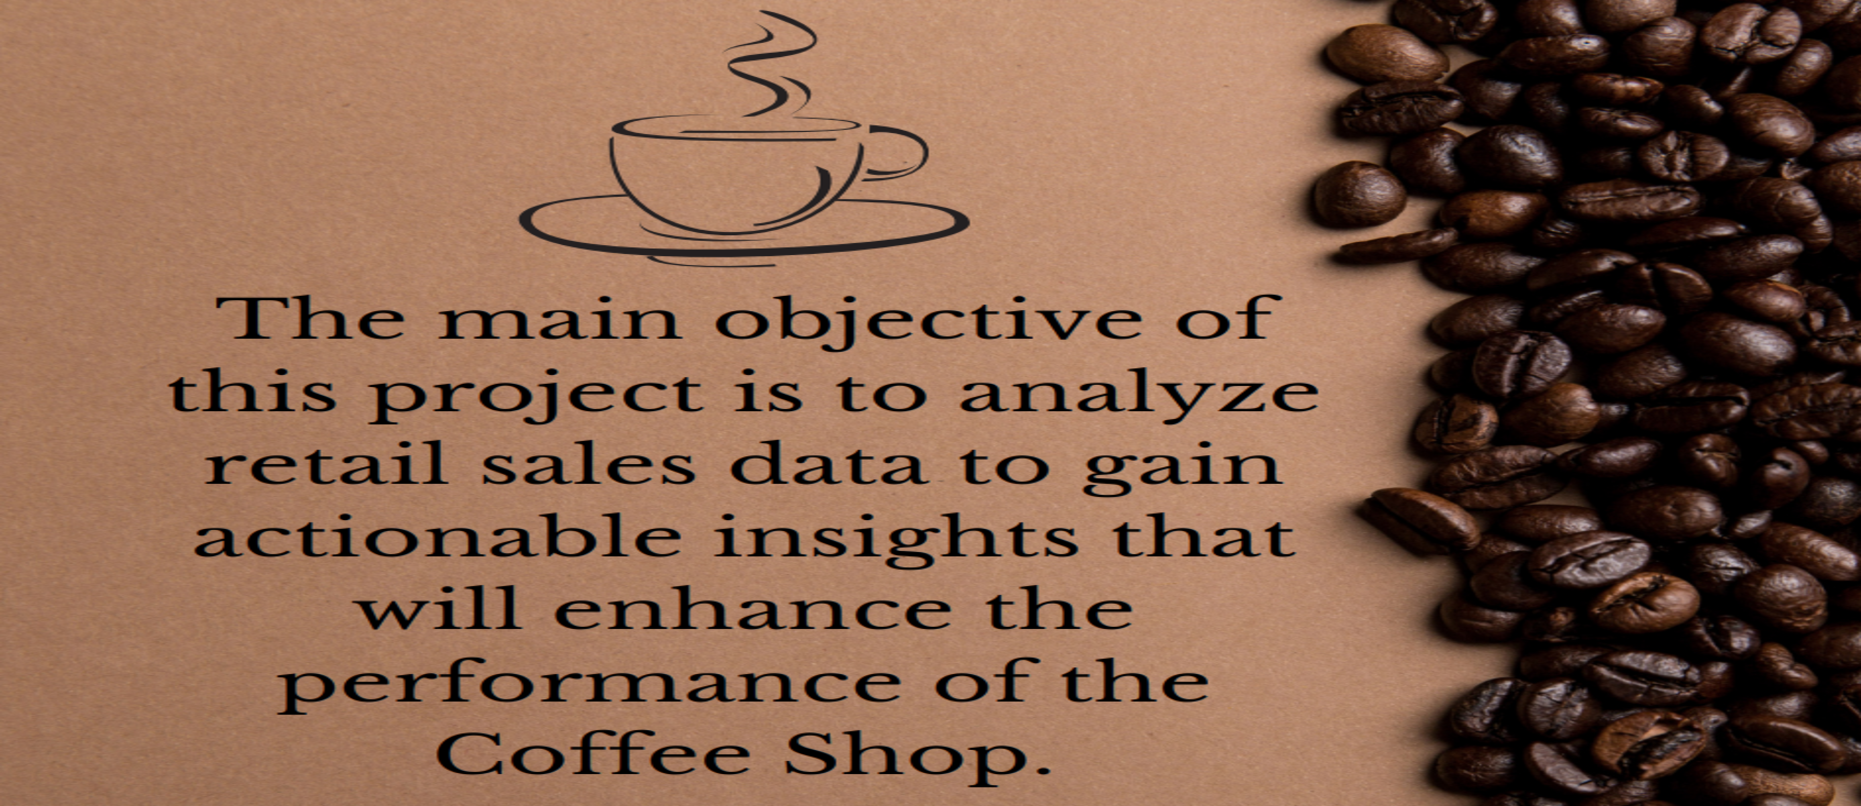 The main objective of
this project is to analyze
retail sales data to gain
actionable insights that
will enhance the
performance of the
Coffee Shop.